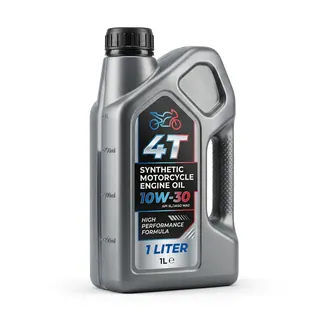 4T
SYNTHETIC
MOTORCYCLE
ENGINE OIL
10W-30
HIGH
PERFORMANCE
FORMULA
1 LITER
1L e